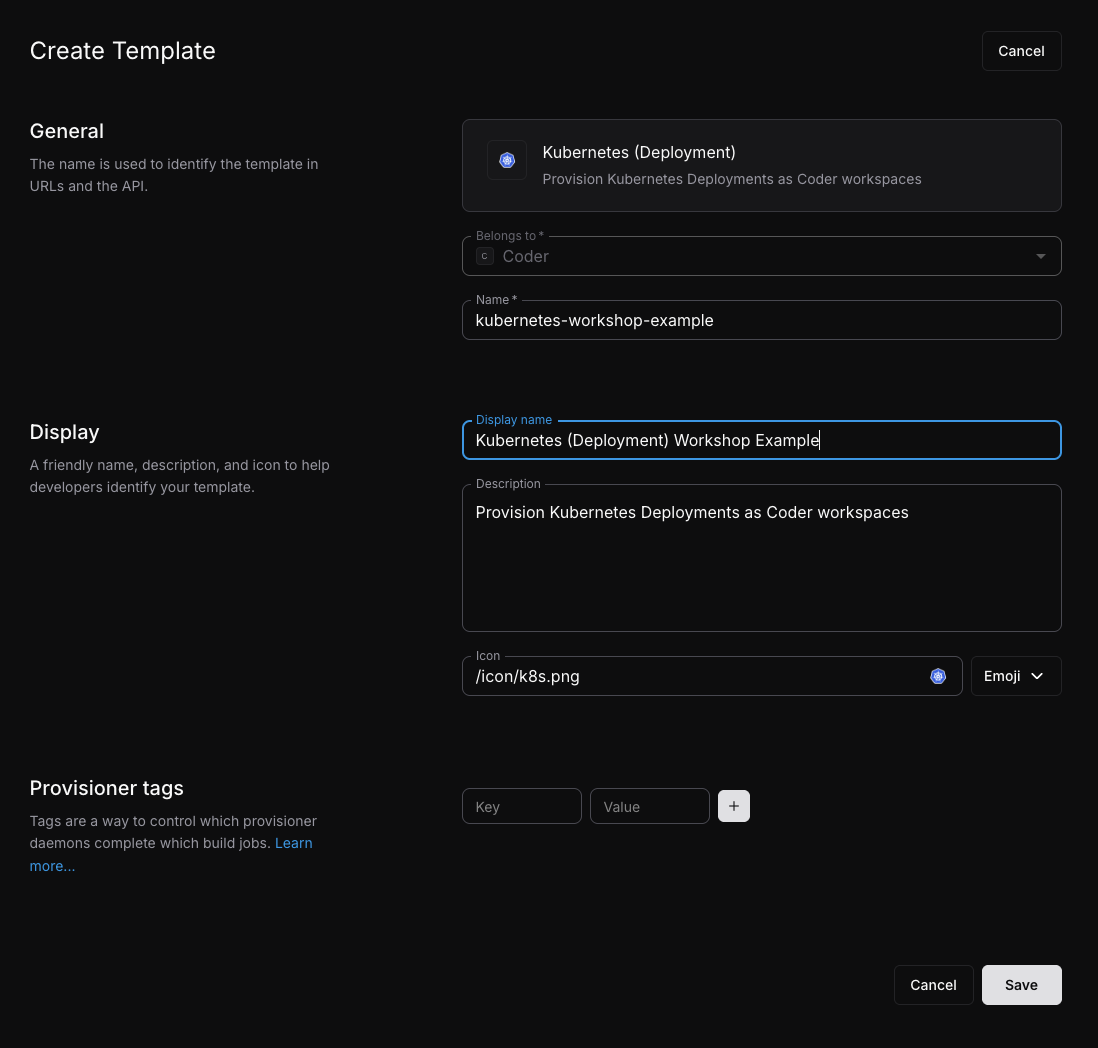 Create Template
Cancel
General
The name is used to identify the template in
URLs and the API.
Kubernetes (Deployment)
Provision Kubernetes Deployments as Coder workspaces
Belongs to *
C
Coder
Name *
kubernetes-workshop-example
Display
A friendly name, description, and icon to help
developers identify your template.
Display name
Kubernetes (Deployment) Workshop Example
Description
Provision Kubernetes Deployments as Coder workspaces
Icon
/icon/k8s.png
Emoji
Provisioner tags
Tags are a way to control which provisioner
daemons complete which build jobs. Learn
more...
Key
Value
+
Cancel
Save